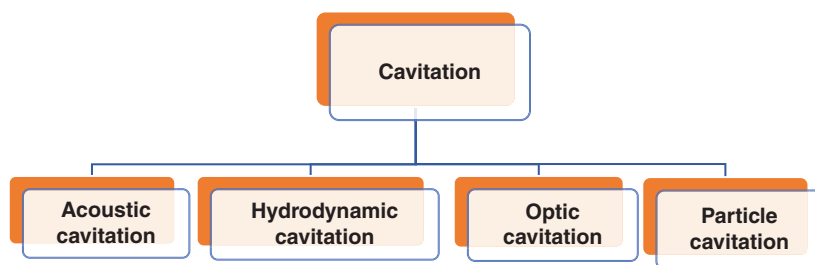 Cavitation
Acoustic
cavitation
Hydrodynamic
cavitation
Optic
cavitation
Particle
cavitation